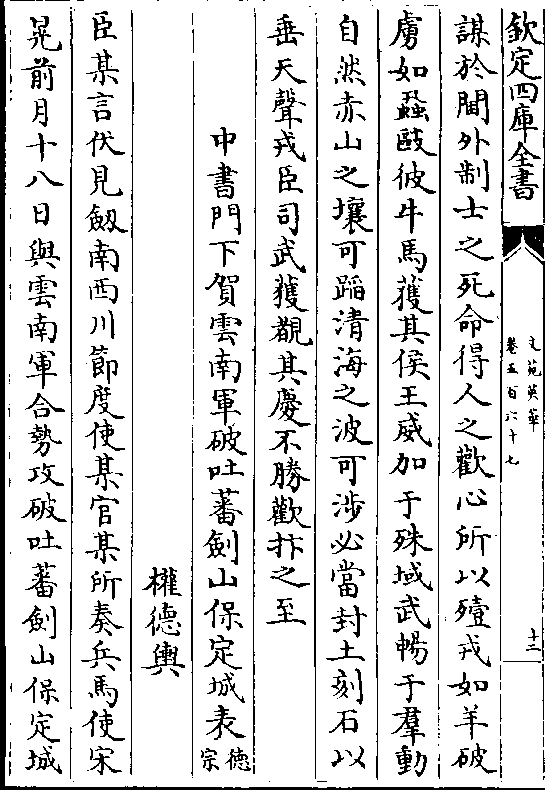 欽定四庫全書
文苑英華
卷五百六十七
十三
謀於閫外制士之死命得人之歡心所以殪戎如羊破
虜如蝨毆彼牛馬獲其侯王威加于殊域武暢于羣動
自然赤山之壤可蹈清海之波可涉必當封土刻石以
垂天聲戎臣司武獲覩其慶不勝歡抃之至
中書門下賀雲南軍破吐蕃劍山保定城表德宗
權德輿
臣某言伏見劔南西川節度使某官某所奏兵馬使宋
晃前月十八日與雲南軍合勢攻破吐蕃劍山保定城